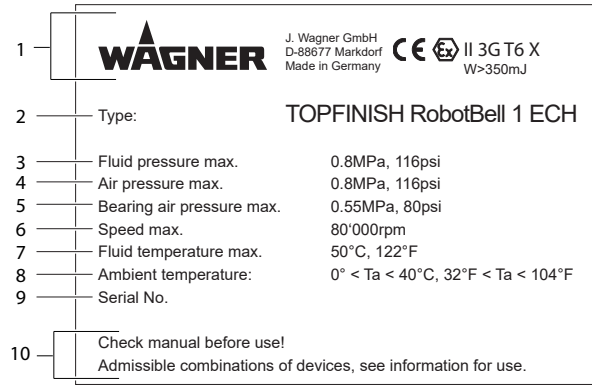 1
WAGNER
J. Wagner GmbH
D-88677 Markdorf
Made in Germany
CE Ex II 3G T6 X
W>350mJ
2 Type: TOPFINISH RobotBell 1 ECH
3 Fluid pressure max. 0.8MPa, 116psi
4 Air pressure max. 0.8MPa, 116psi
5 Bearing air pressure max. 0.55MPa, 80psi
6 Speed max. 80‘000rpm
7 Fluid temperature max. 50°C, 122°F
8 Ambient temperature: 0° < Ta < 40°C, 32°F < Ta < 104°F
9 Serial No.
10
Check manual before use!
Admissible combinations of devices, see information for use.